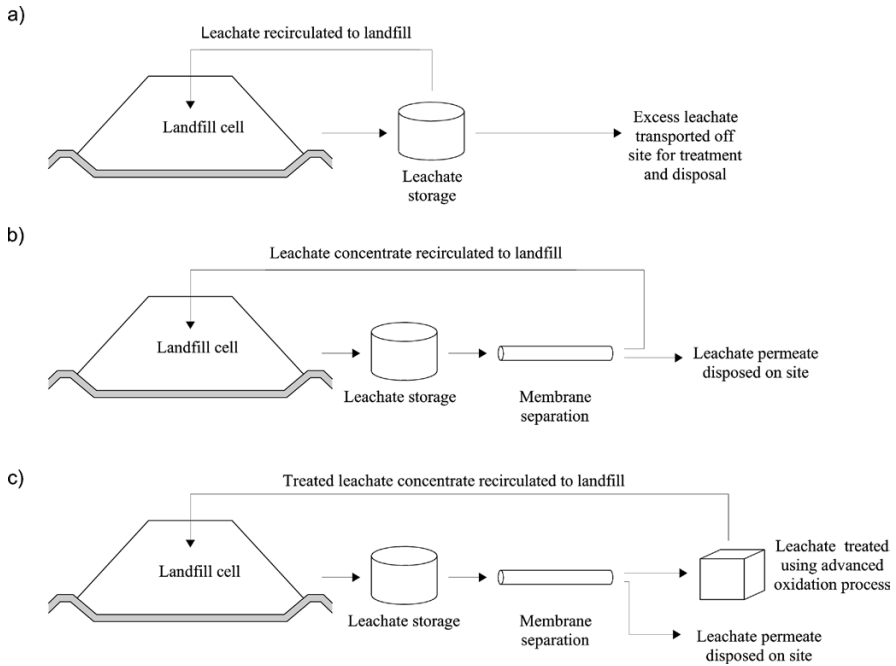 a)
Leachate recirculated to landfill
Landfill cell
Leachate
storage
Excess leachate
transported off
site for treatment
and disposal
b)
Leachate concentrate recirculated to landfill
Landfill cell
Leachate storage
Membrane
separation
Leachate permeate
disposed on site
c)
Treated leachate concentrate recirculated to landfill
Landfill cell
Leachate storage
Membrane
separation
Leachate treated
using advanced
oxidation process
Leachate permeate
disposed on site